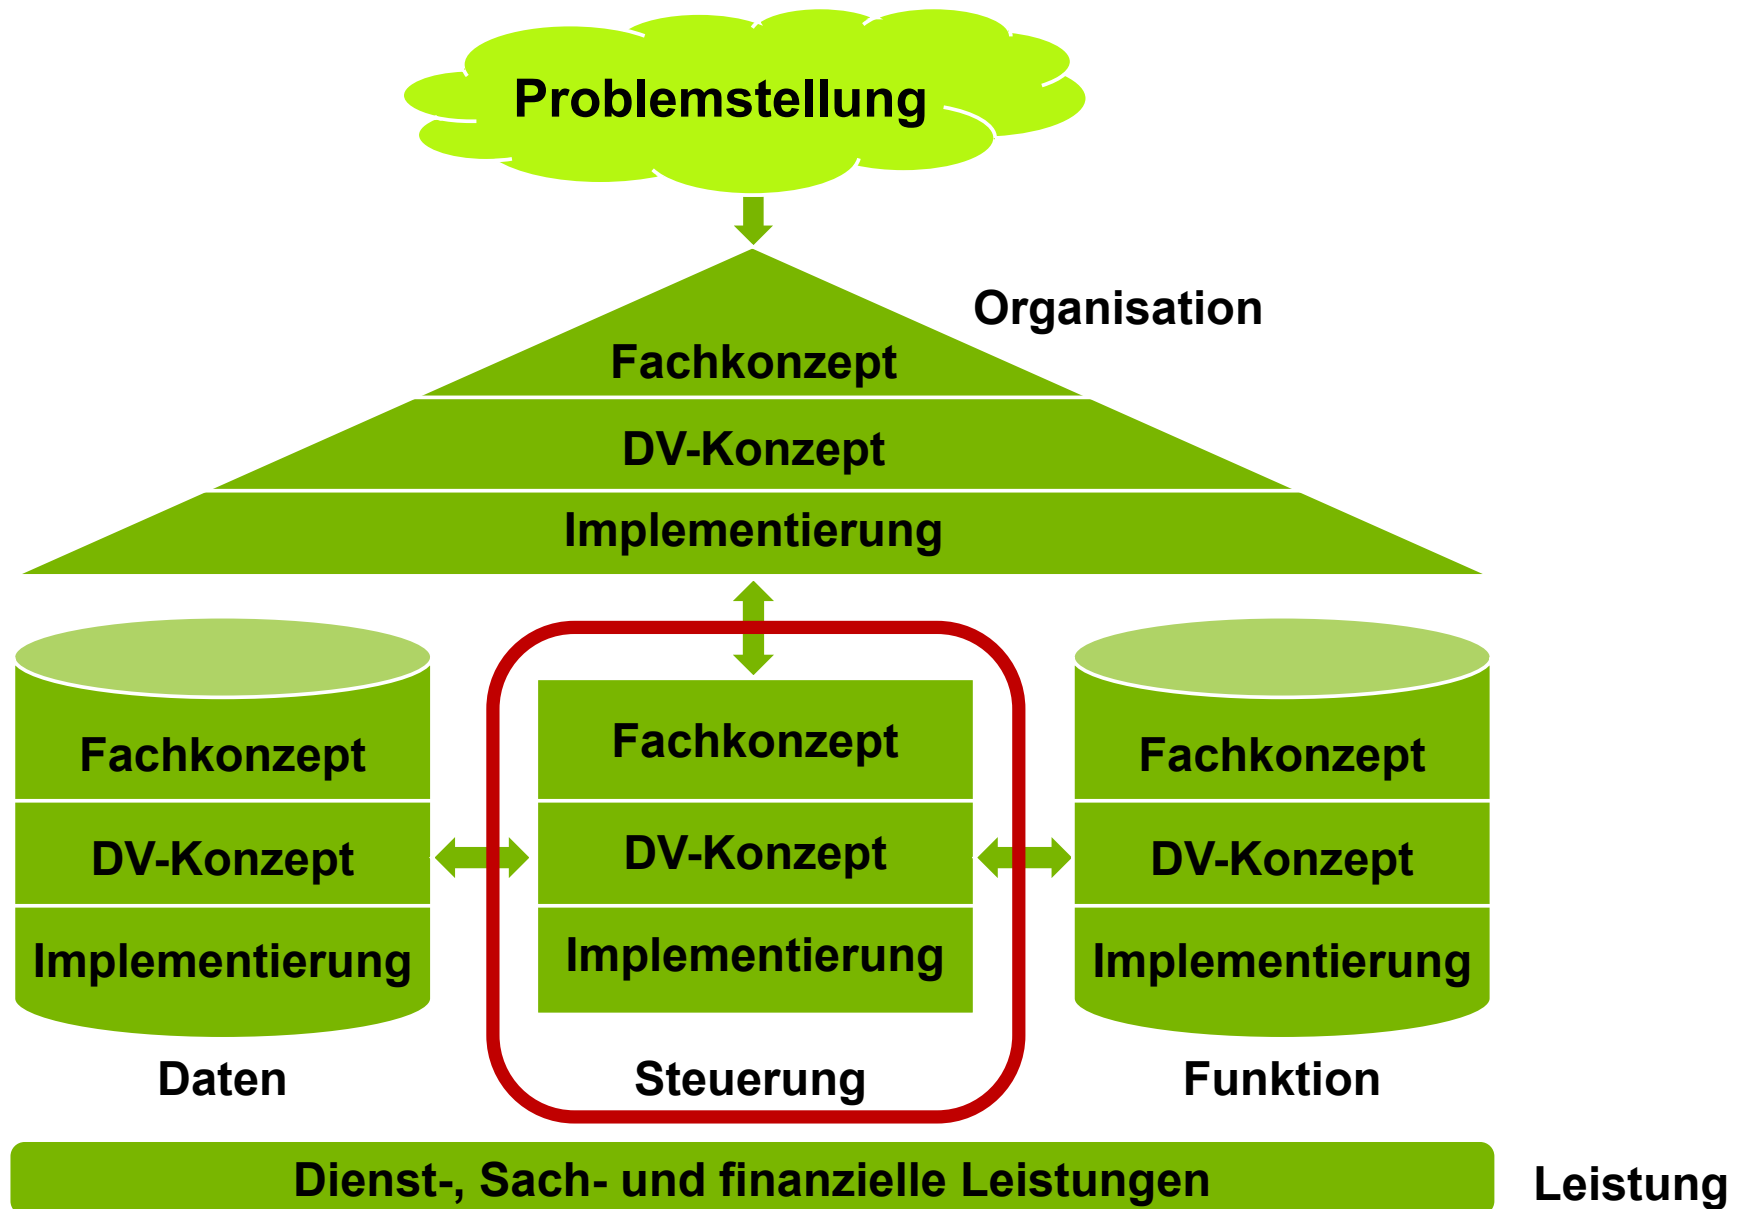 Problemstellung
Organisation
Fachkonzept
DV-Konzept
Implementierung
Fachkonzept
DV-Konzept
Implementierung
Daten
Fachkonzept
DV-Konzept
Implementierung
Steuerung
Fachkonzept
DV-Konzept
Implementierung
Funktion
Dienst-, Sach- und finanzielle Leistungen
Leistung